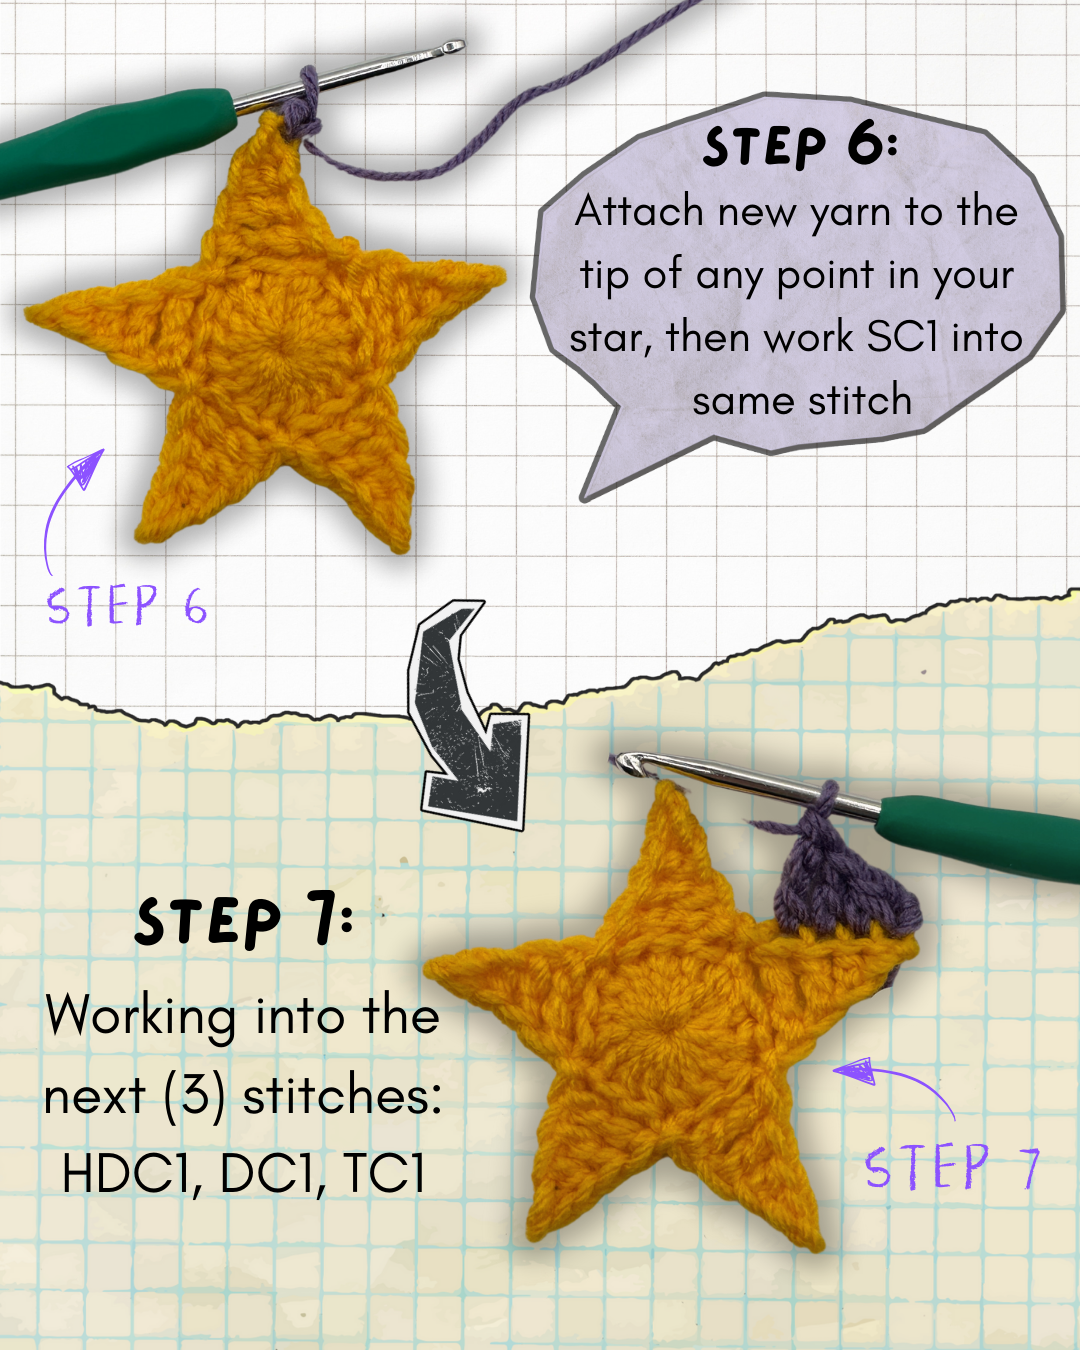 STEP 6:
Attach new yarn to the
tip of any point in your
star, then work SC1 into
same stitch
STEP 6
STEP 7:
Working into the
next (3) stitches:
HDC1, DC1, TC1
STEP 7